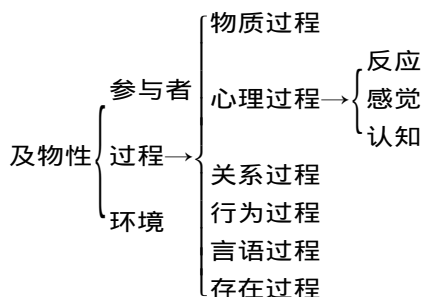 物质过程
反应
参与者
心理过程→
感觉
认知
及物性
过程→
关系过程
环境
行为过程
言语过程
存在过程